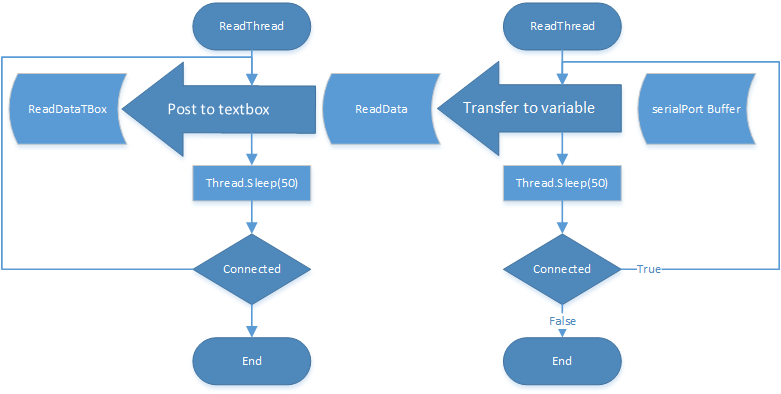 ReadThread
ReadThread
ReadDataTBox
Post to textbox
ReadData
Transfer to variable
serialPort Buffer
Thread.Sleep(50)
Thread.Sleep(50)
Connected
Connected
True
False
End
End